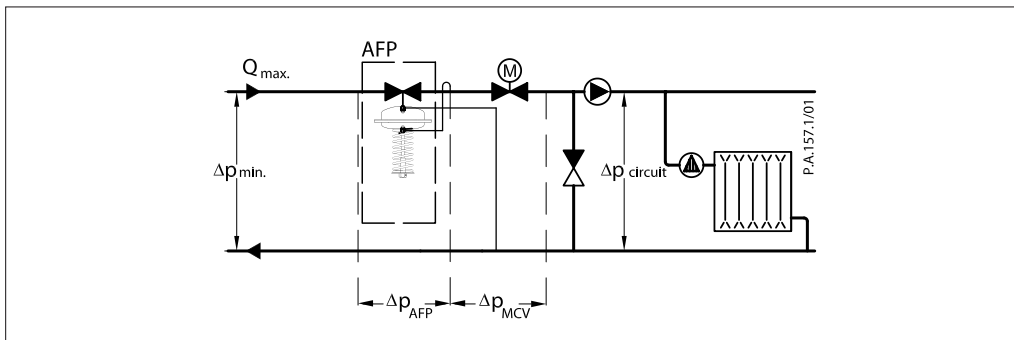 AFP
Q max.
M
Δp min.
Δp circuit
P.A.157.1/01
Δp AFP
Δp MCV